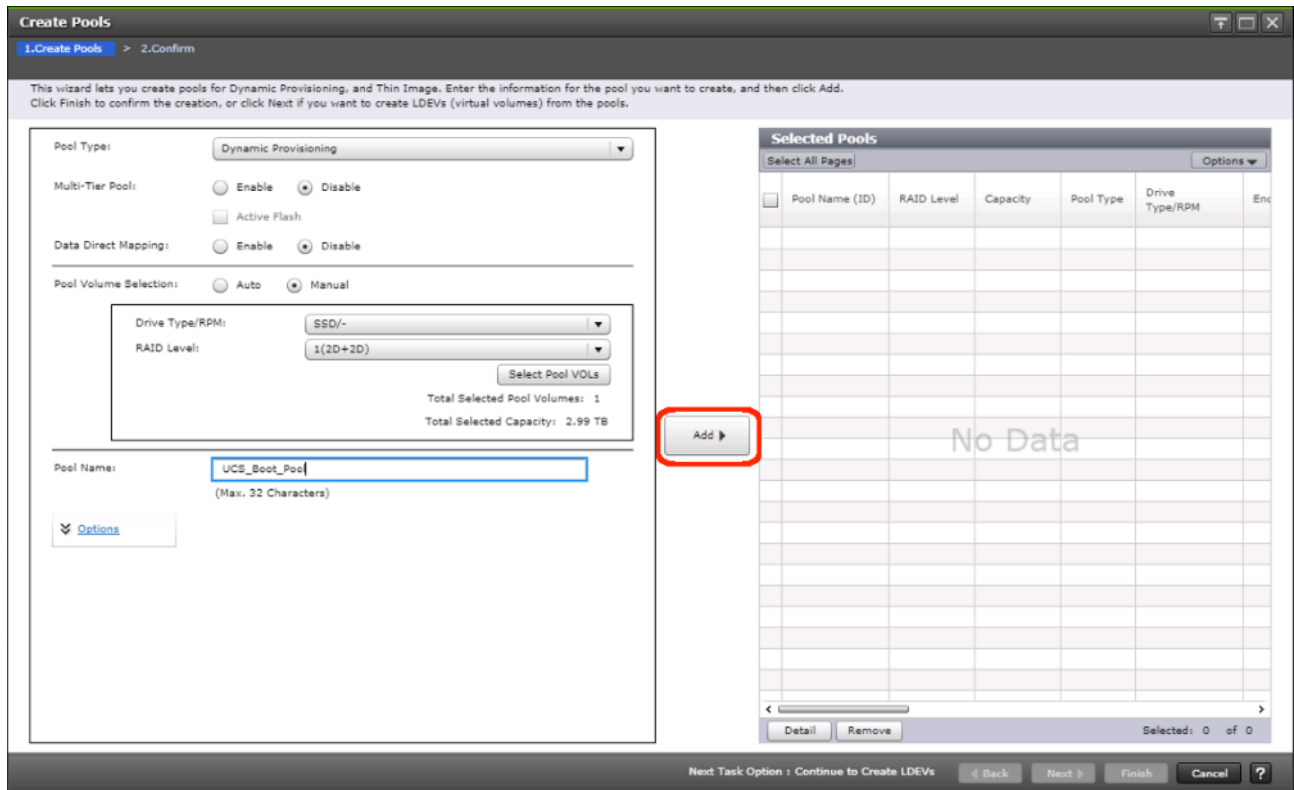 Create Pools
1.Create Pools > 2.Confirm
This wizard lets you create pools for Dynamic Provisioning, and Thin Image. Enter the information for the pool you want to create, and then click Add.
Click Finish to confirm the creation, or click Next if you want to create LDEVs (virtual volumes) from the pools.
Pool Type: Dynamic Provisioning
Multi-Tier Pool: Enable Disable
Active Flash
Data Direct Mapping: Enable Disable
Pool Volume Selection: Auto Manual
Drive Type/RPM: SSD/-
RAID Level: 1(2D+2D)
Select Pool VOLs
Total Selected Pool Volumes: 1
Total Selected Capacity: 2.99 TB
Pool Name: UCS_Boot_Pool
(Max. 32 Characters)
Options
Add
Selected Pools
Select All Pages Options
Pool Name (ID) RAID Level Capacity Pool Type Drive Type/RPM Enc
No Data
Detail Remove Selected: 0 of 0
Next Task Option : Continue to Create LDEVs Back Next Finish Cancel ?